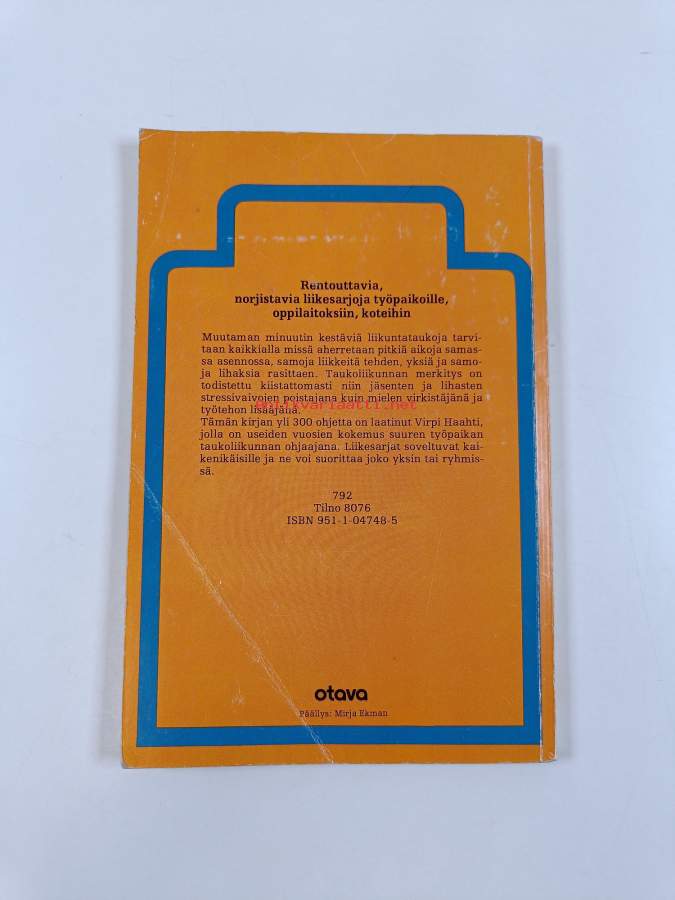 Rentouttavia,
norjistavia liikesarjoja työpaikoille,
oppilaitoksiin, koteihin
Muutaman minuutin kestäviä liikuntataukoja tarvi-
taan kaikkialla missä aherretaan pitkiä aikoja samas-
sa asennossa, samoja liikkeitä tehden, yksiä ja samo-
ja lihaksia rasittaen. Taukoliikunnan merkitys on
todistettu kiistattomasti niin jäsenten ja lihasten
stressivaivojen poistajana kuin mielen virkistäjänä ja
antikvariaatti.net
työtehon lisääjänä.
Tämän kirjan yli 300 ohjetta on laatinut Virpi Haahti,
jolla on useiden vuosien kokemus suuren työpaikan
taukoliikunnan ohjaajana. Liikesarjat soveltuvat kai-
kenikäisille ja ne voi suorittaa joko yksin tai ryhmis-
sä.
792
Tilno 8076
ISBN 951-1-04748-5
otava
Päällys: Mirja Ekman